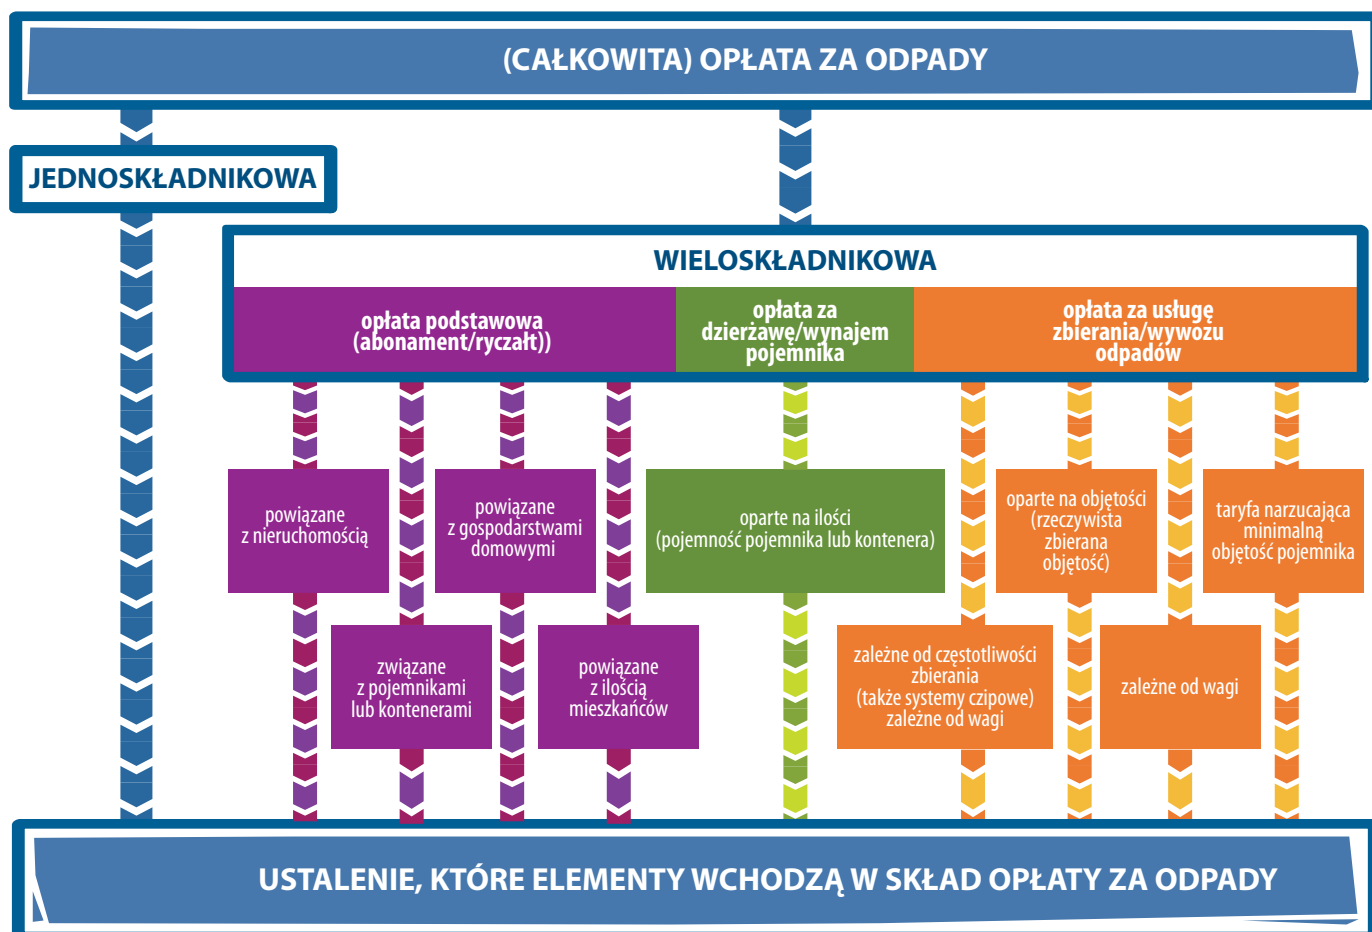 (CAŁKOWITA) OPŁATA ZA ODPADY
JEDNOSKŁADNIKOWA
WIELOSKŁADNIKOWA
opłata podstawowa
(abonament/ryczałt))
opłata za
dzierżawę/wynajem
pojemnika
opłata za usługę
zbierania/wywozu
odpadów
powiązane
z nieruchomością
powiązane
z gospodarstwami
domowymi
oparte na ilości
(pojemność pojemnika lub kontenera)
oparte na objętości
(rzeczywista
zbierana
objętość)
taryfa narzucająca
minimalną
objętość pojemnika
związane
z pojemnikami
lub kontenerami
powiązane
z ilością
mieszkańców
zależne od częstotliwości
zbierania
(także systemy czipowe)
zależne od wagi
zależne od wagi
USTALENIE, KTÓRE ELEMENTY WCHODZĄ W SKŁAD OPŁATY ZA ODPADY